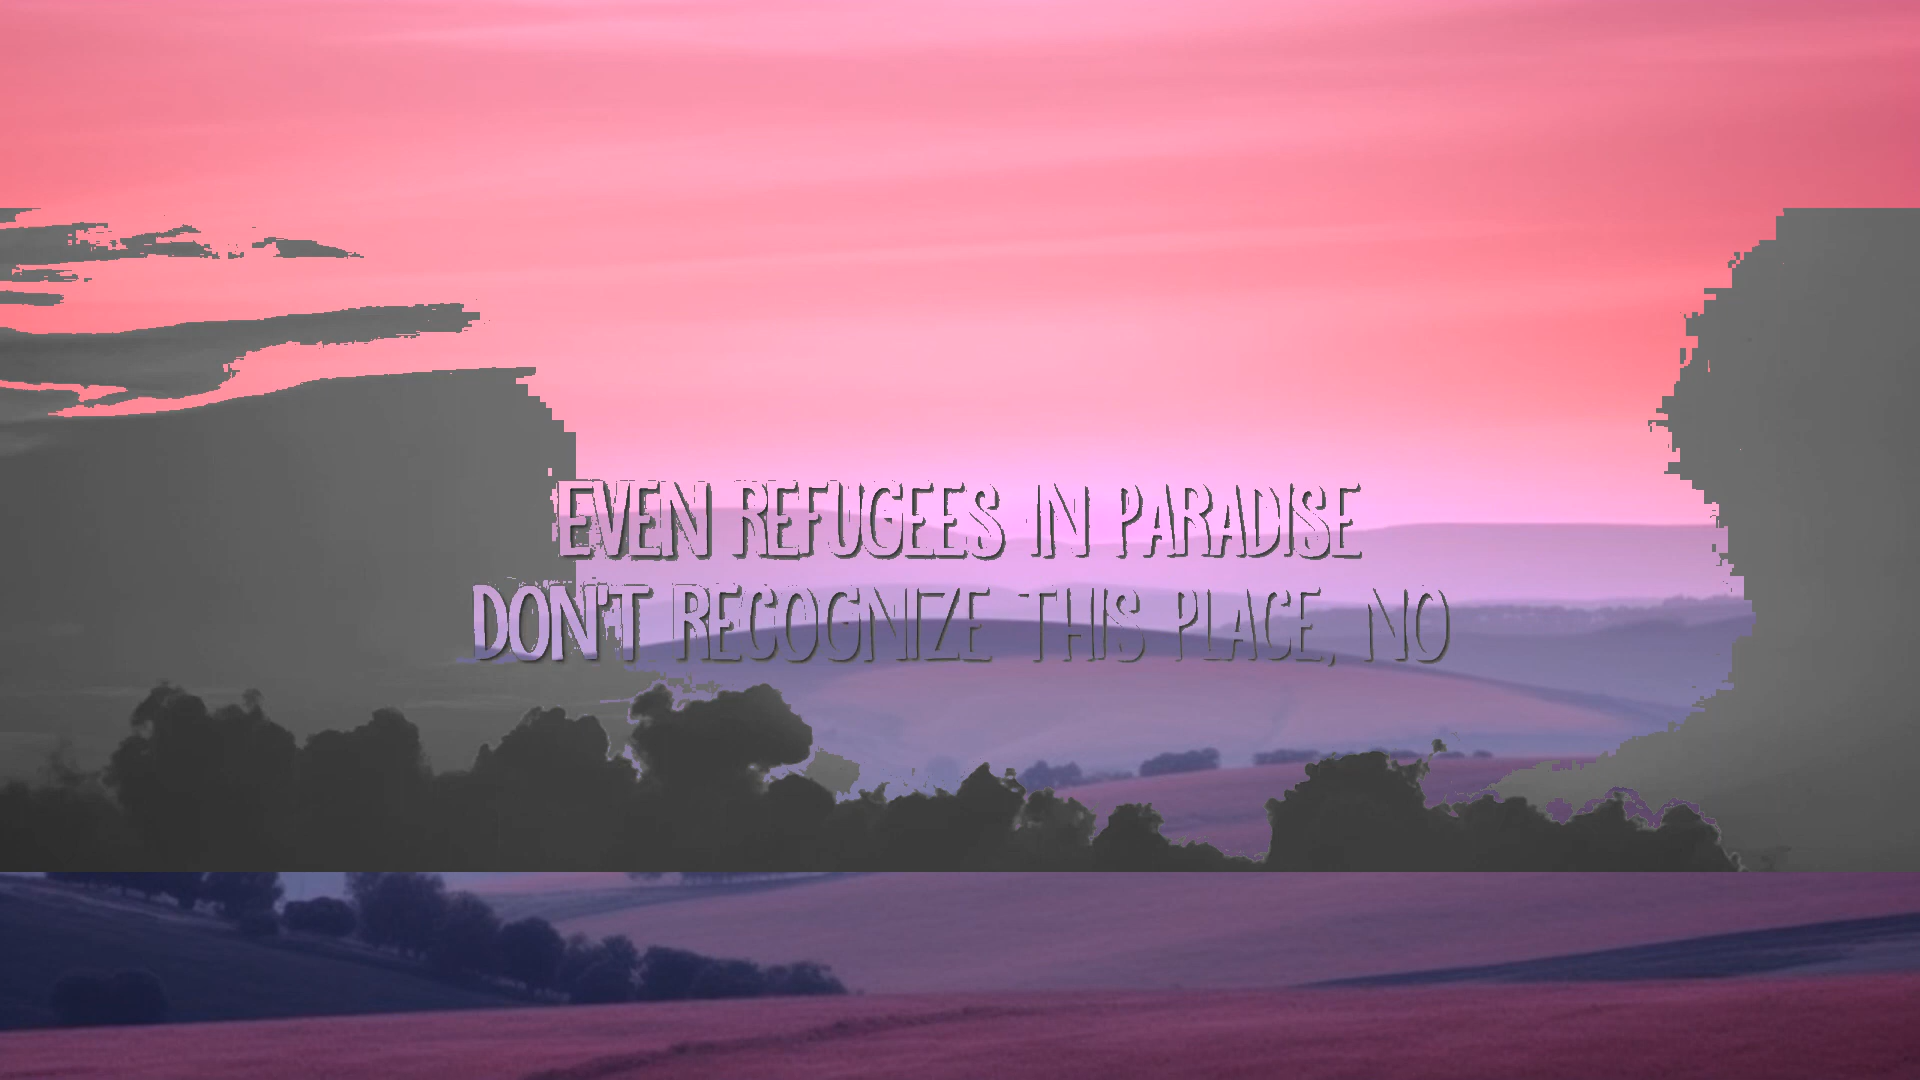 EVEN REFUGEES IN PARADISE
DON'T RECOGNIZE THIS PLACE, NO